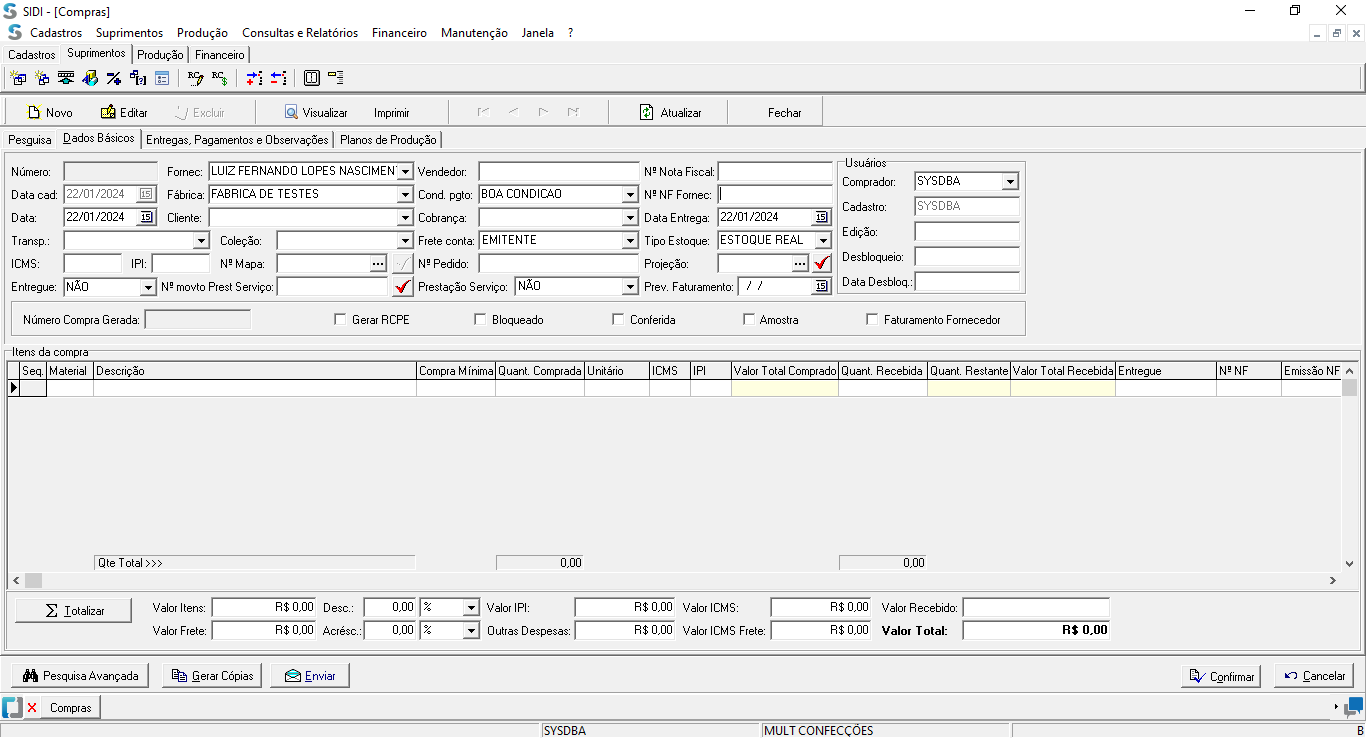 SIDI - [Compras]
Cadastros Suprimentos Produção Consultas e Relatórios Financeiro Manutenção Janela ?
Cadastros Suprimentos Produção Financeiro
Novo Editar Excluir Visualizar Imprimir Atualizar Fechar
Pesquisa Dados Básicos Entregas, Pagamentos e Observações Planos de Produção
Número: Fornec: LUIZ FERNANDO LOPES NASCIMEN Vendedor: Nº Nota Fiscal: Usuários
Comprador: SYSDBA
Data cad: 22/01/2024 15 Fábrica: FABRICA DE TESTES Cond. pgto: BOA CONDICAO Nº NF Fornec:
Cadastro: SYSDBA
Data: 22/01/2024 15 Cliente: Cobrança: Data Entrega: 22/01/2024 15
Edição:
Transp.: Coleção: Frete conta: EMITENTE Tipo Estoque: ESTOQUE REAL
Desbloqueio:
ICMS: IPI: Nº Mapa: ... Nº Pedido: Projeção: ...
Data Desbloq.:
Entregue: NÃO Nº movto Prest Serviço: Prestação Serviço: NÃO Prev. Faturamento: / / 15
Número Compra Gerada: Gerar RCPE Bloqueado Conferida Amostra Faturamento Fornecedor
Itens da compra
Seq. Material Descrição Compra Mínima Quant. Comprada Unitário ICMS IPI Valor Total Comprado Quant. Recebida Quant. Restante Valor Total Recebida Entregue Nº NF Emissão NF
Qte Total >>> 0,00 0,00
Totalizar Valor Itens: R$ 0,00 Desc.: 0,00 % Valor IPI: R$ 0,00 Valor ICMS: R$ 0,00 Valor Recebido:
Valor Frete: R$ 0,00 Acrésc.: 0,00 % Outras Despesas: R$ 0,00 Valor ICMS Frete: R$ 0,00 Valor Total: R$ 0,00
Pesquisa Avançada Gerar Cópias Enviar Confirmar Cancelar
Compras
SYSDBA MULT CONFECÇÕES B